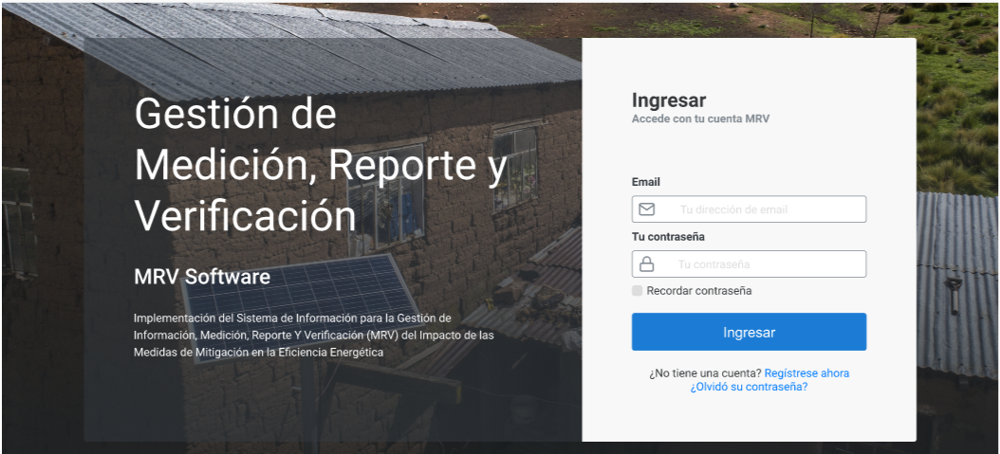 Gestión de
Medición, Reporte y
Verificación
MRV Software
Implementación del Sistema de Información para la Gestión de
Información, Medición, Reporte Y Verificación (MRV) del Impacto de las
Medidas de Mitigación en la Eficiencia Energética
Ingresar
Accede con tu cuenta MRV
Email
Tu dirección de email
Tu contraseña
Tu contraseña
Recordar contraseña
Ingresar
¿No tiene una cuenta? Regístrese ahora
¿Olvidó su contraseña?